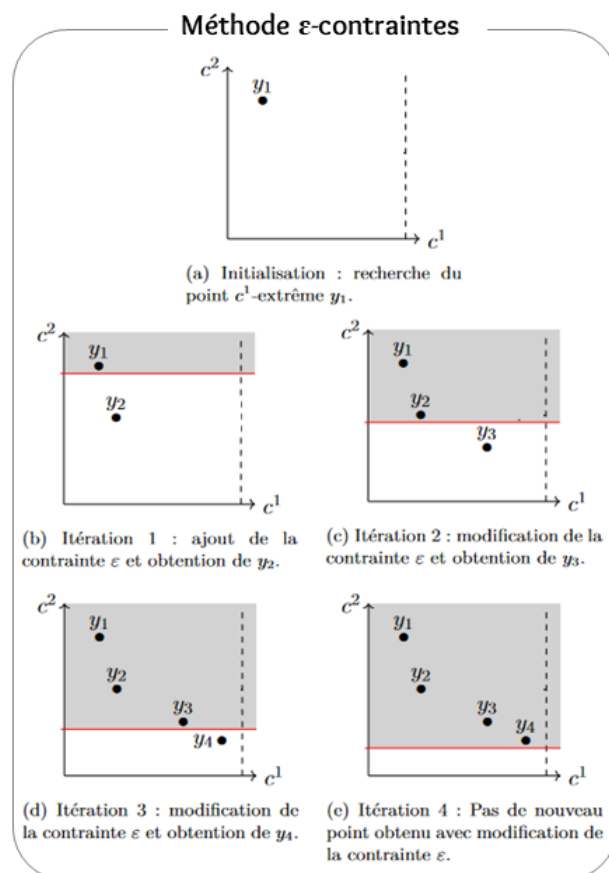 Méthode ε-contraintes
c²
y₁
c¹
(a) Initialisation : recherche du
point c¹-extrême y₁.
c²
y₁
y₂
c¹
(b) Itération 1 : ajout de la
contrainte ε et obtention de y₂.
c²
y₁
y₂
y₃
c¹
(c) Itération 2 : modification de la
contrainte ε et obtention de y₃.
c²
y₁
y₂
y₃
y₄
c¹
(d) Itération 3 : modification de
la contrainte ε et obtention de y₄.
c²
y₁
y₂
y₃
y₄
c¹
(e) Itération 4 : Pas de nouveau
point obtenu avec modification de
la contrainte ε.